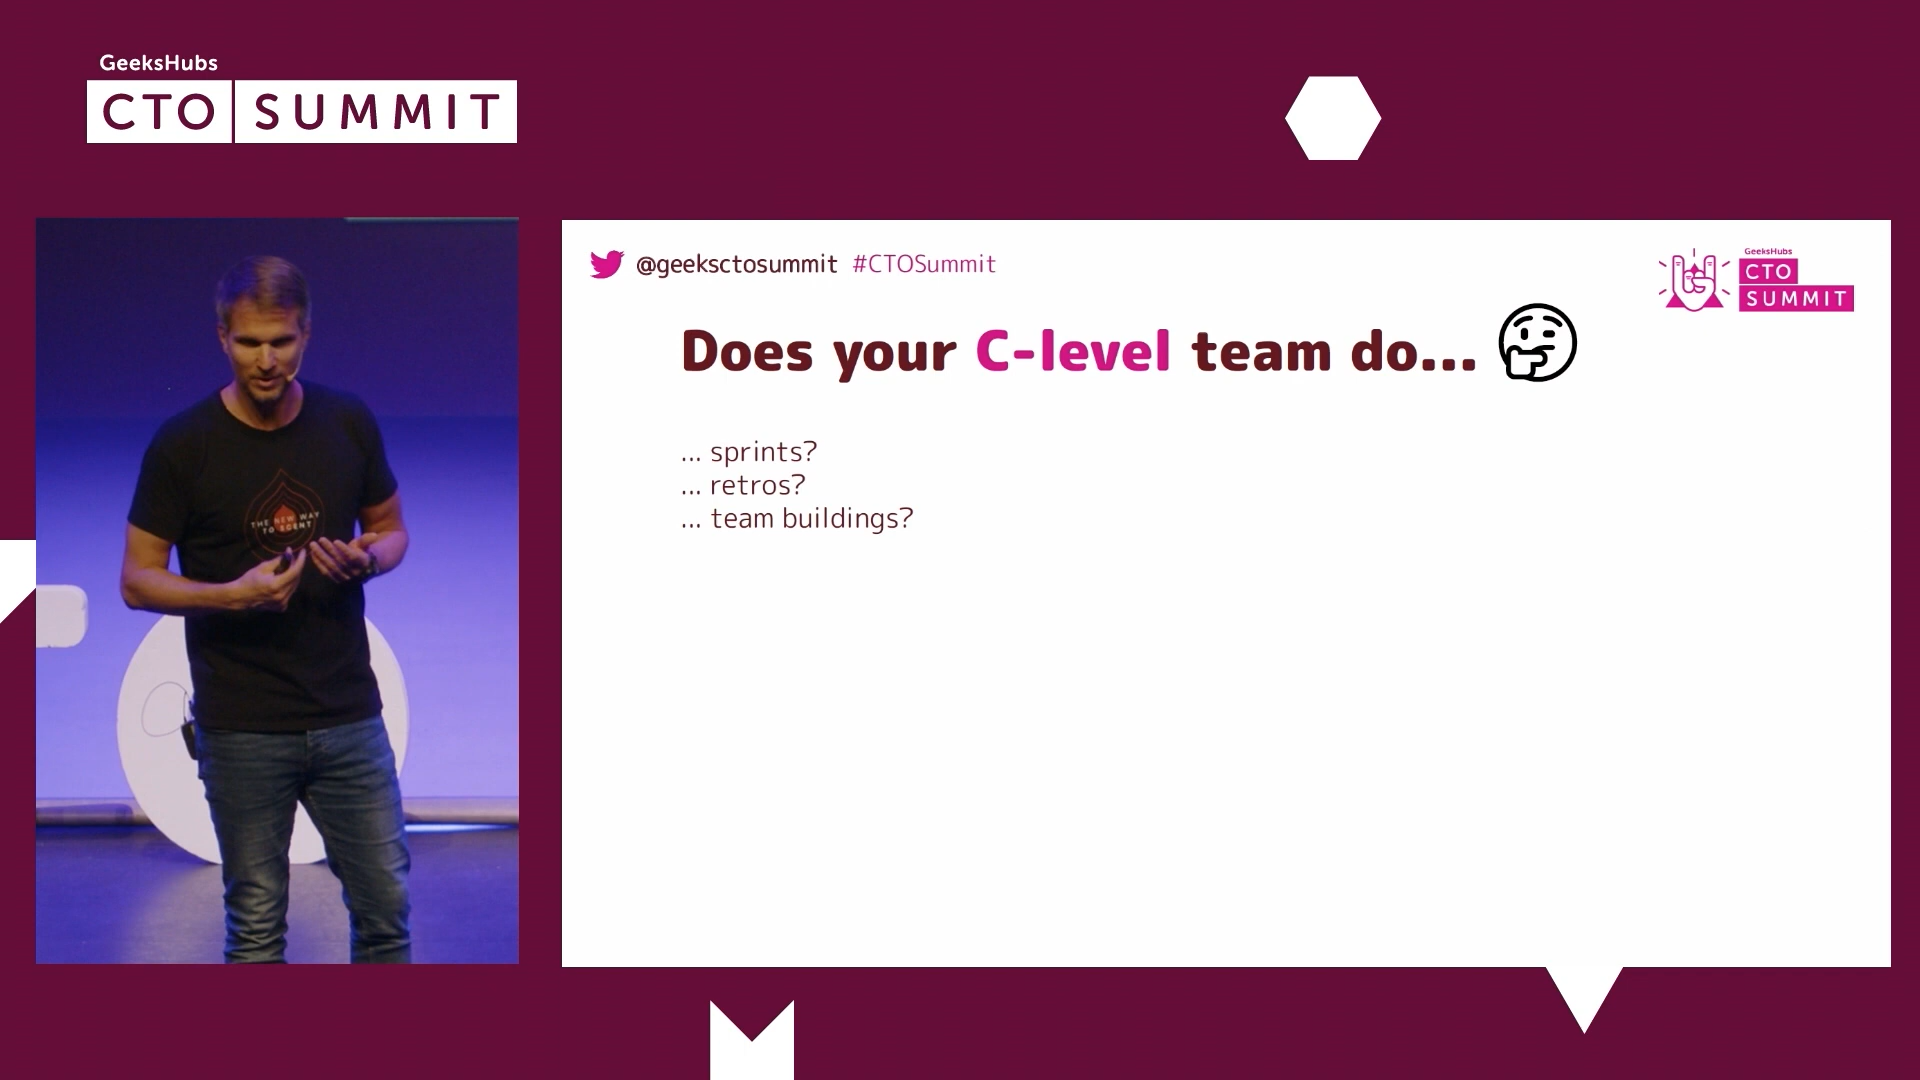 GeeksHubs
CTO SUMMIT
THE NEW WAY
TO SCENT
@geeksctosummit #CTOSummit
GeeksHubs
CTO
SUMMIT
Does your C-level team do...
... sprints?
... retros?
... team buildings?